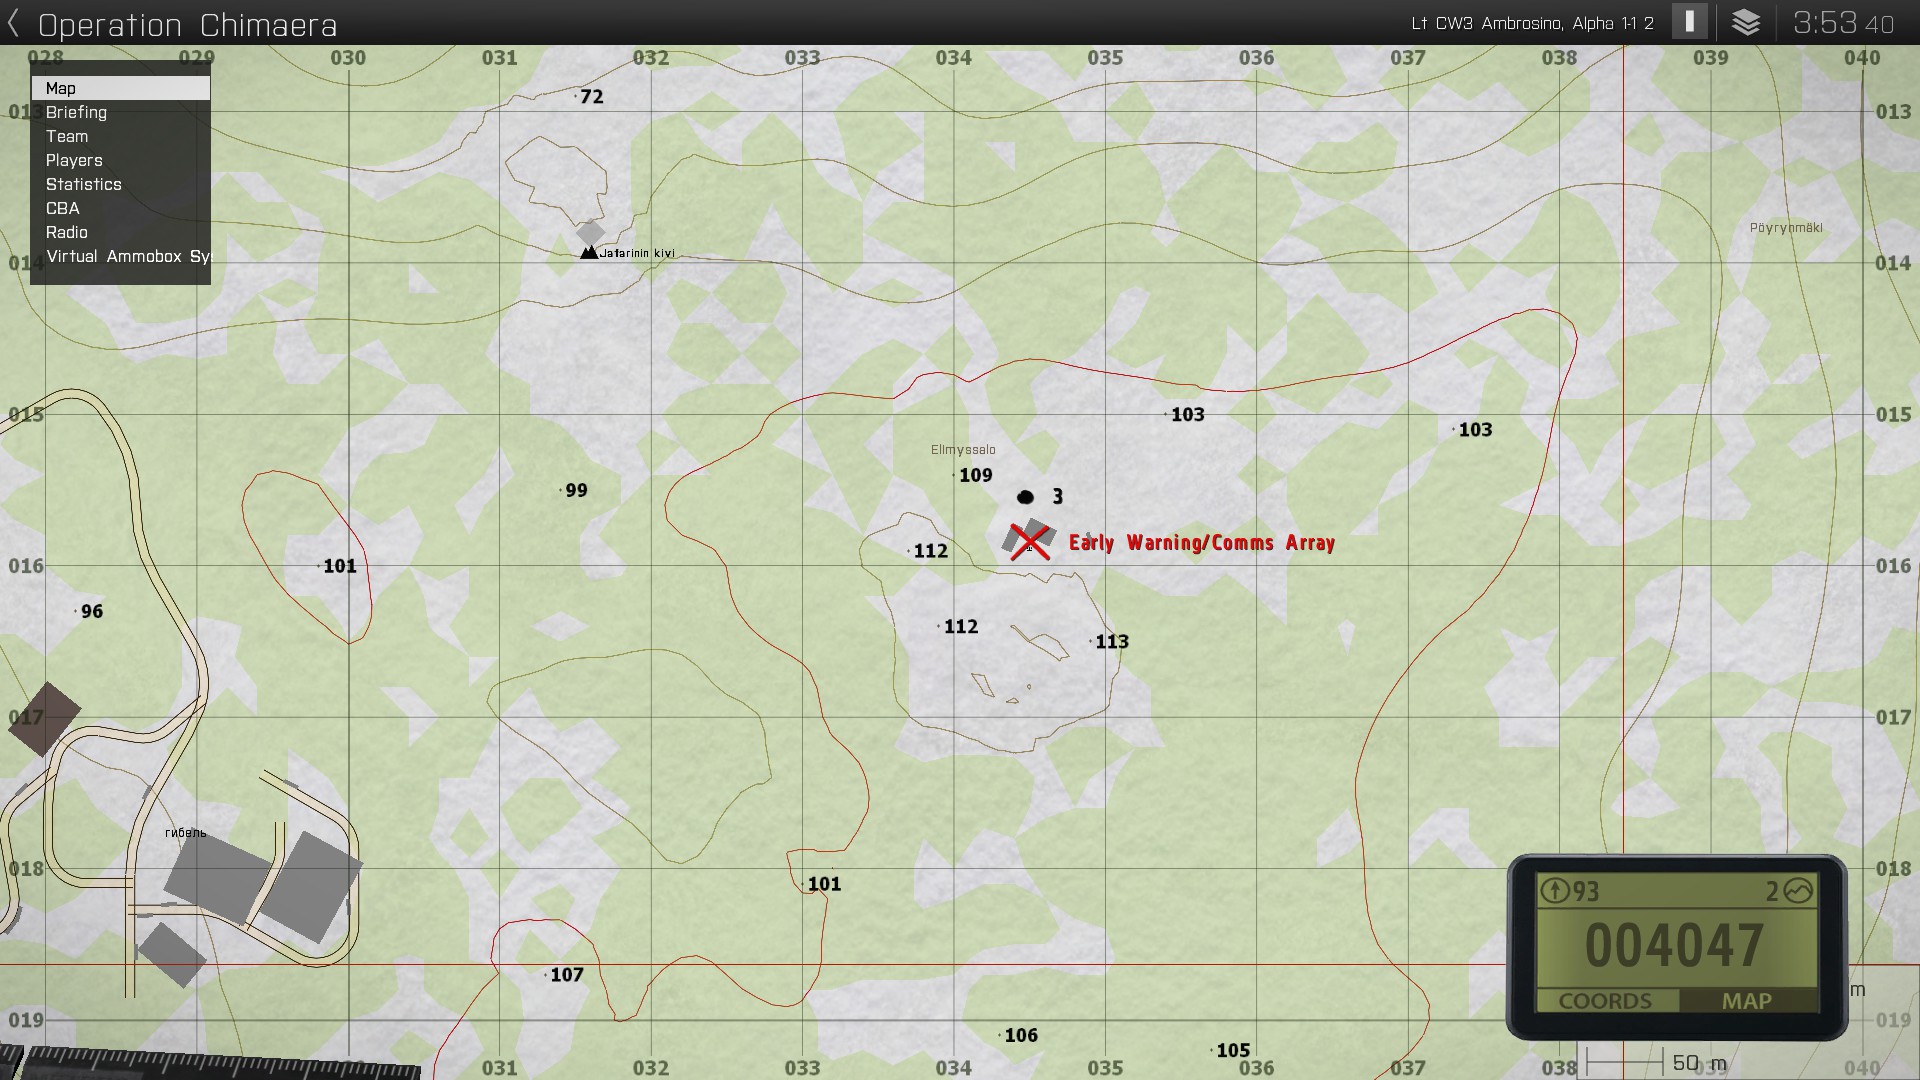 Operation Chimaera
Lt CW3 Ambrosino, Alpha 1-1 2
3:53 40
028 029 030 031 032 033 034 035 036 037 038 039 040
Map
Briefing
Team
Players
Statistics
CBA
Radio
Virtual Ammobox Sys
72
013 013
Pöyrynmäki
Jafarinin kivi
014 014
015 103 015
103
Elimyssalo
109
99
3
Early Warning/Comms Array
112
016 101 016
96
112
113
017 017
гибель
018 018
101
93 2
004047
107
COORDS MAP
m
019 019
106
105
50 m
030 031 032 033 034 035 036 037 038 039 040